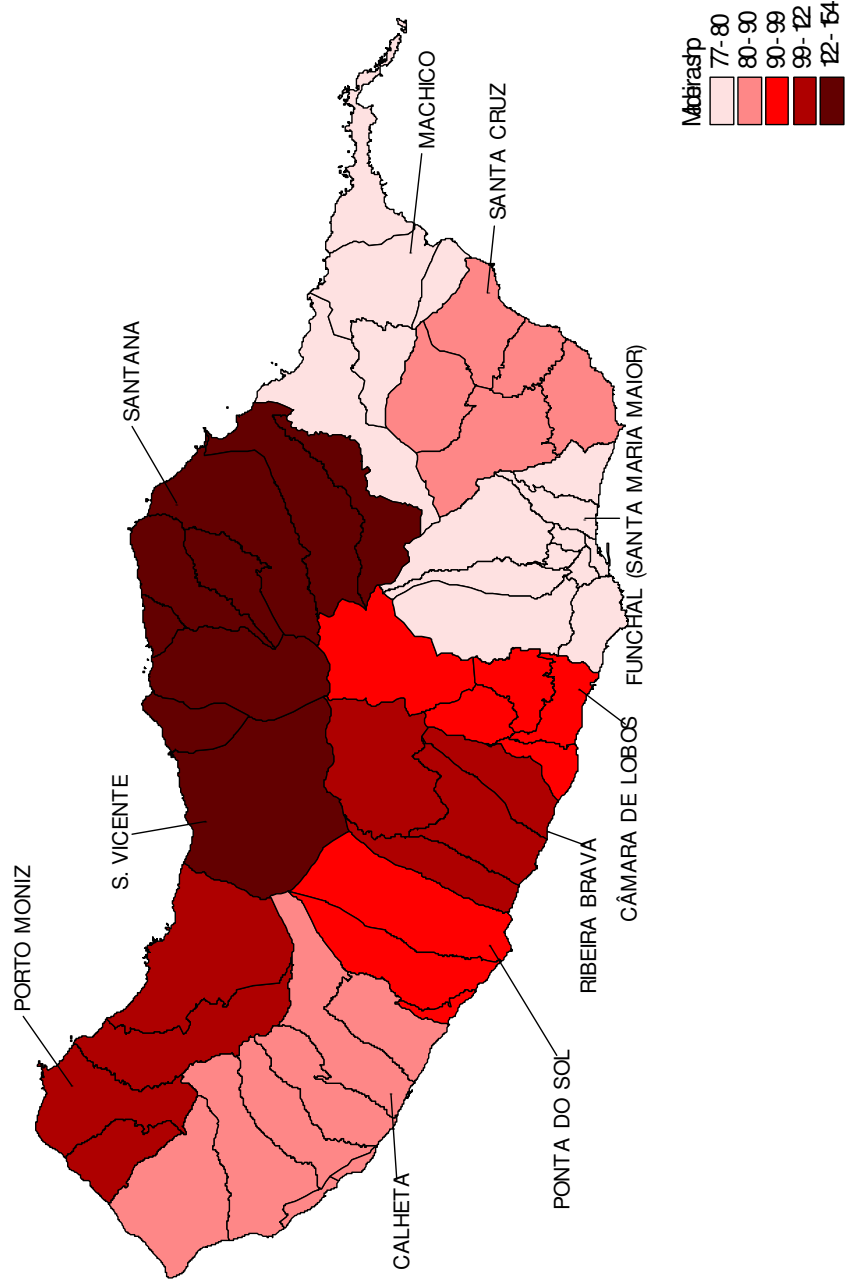 PORTO MONIZ
S. VICENTE
SANTANA
MACHICO
SANTA CRUZ
FUNCHAL (SANTA MARIA MAIOR)
CÂMARA DE LOBOS
RIBEIRA BRAVA
PONTA DO SOL
CALHETA
77 - 80
80 - 90
90 - 99
99 - 122
122 - 154